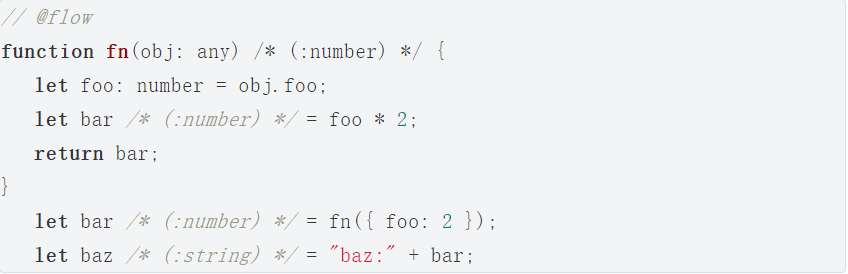 // @flow
function fn(obj: any) /* (:number) */ {
   let foo: number = obj.foo;
   let bar /* (:number) */ = foo * 2;
   return bar;
}
   let bar /* (:number) */ = fn({ foo: 2 });
   let baz /* (:string) */ = "baz:" + bar;